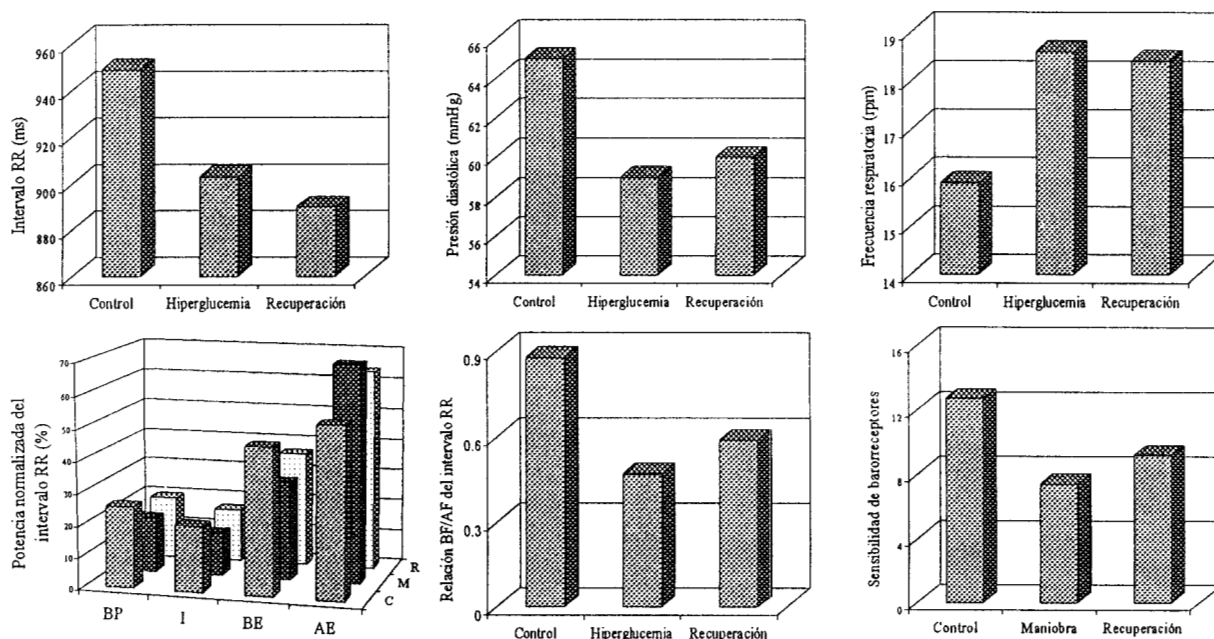 Intervalo RR (ms)
960
940
920
900
880
860
Control Hiperglucemia Recuperación
Presión diastólica (mmHg)
66
64
62
60
58
56
54
Control Hiperglucemia Recuperación
Frecuencia respiratoria (rpm)
19
18
17
16
15
14
Control Hiperglucemia Recuperación
Potencia normalizada del
intervalo RR (%)
70
60
50
40
30
20
10
0
BP I BE AE
C M R
Relación BF/AF del intervalo RR
0.9
0.6
0.3
0
Control Hiperglucemia Recuperación
Sensibilidad de barorreceptores
16
12
8
4
0
Control Maniobra Recuperación